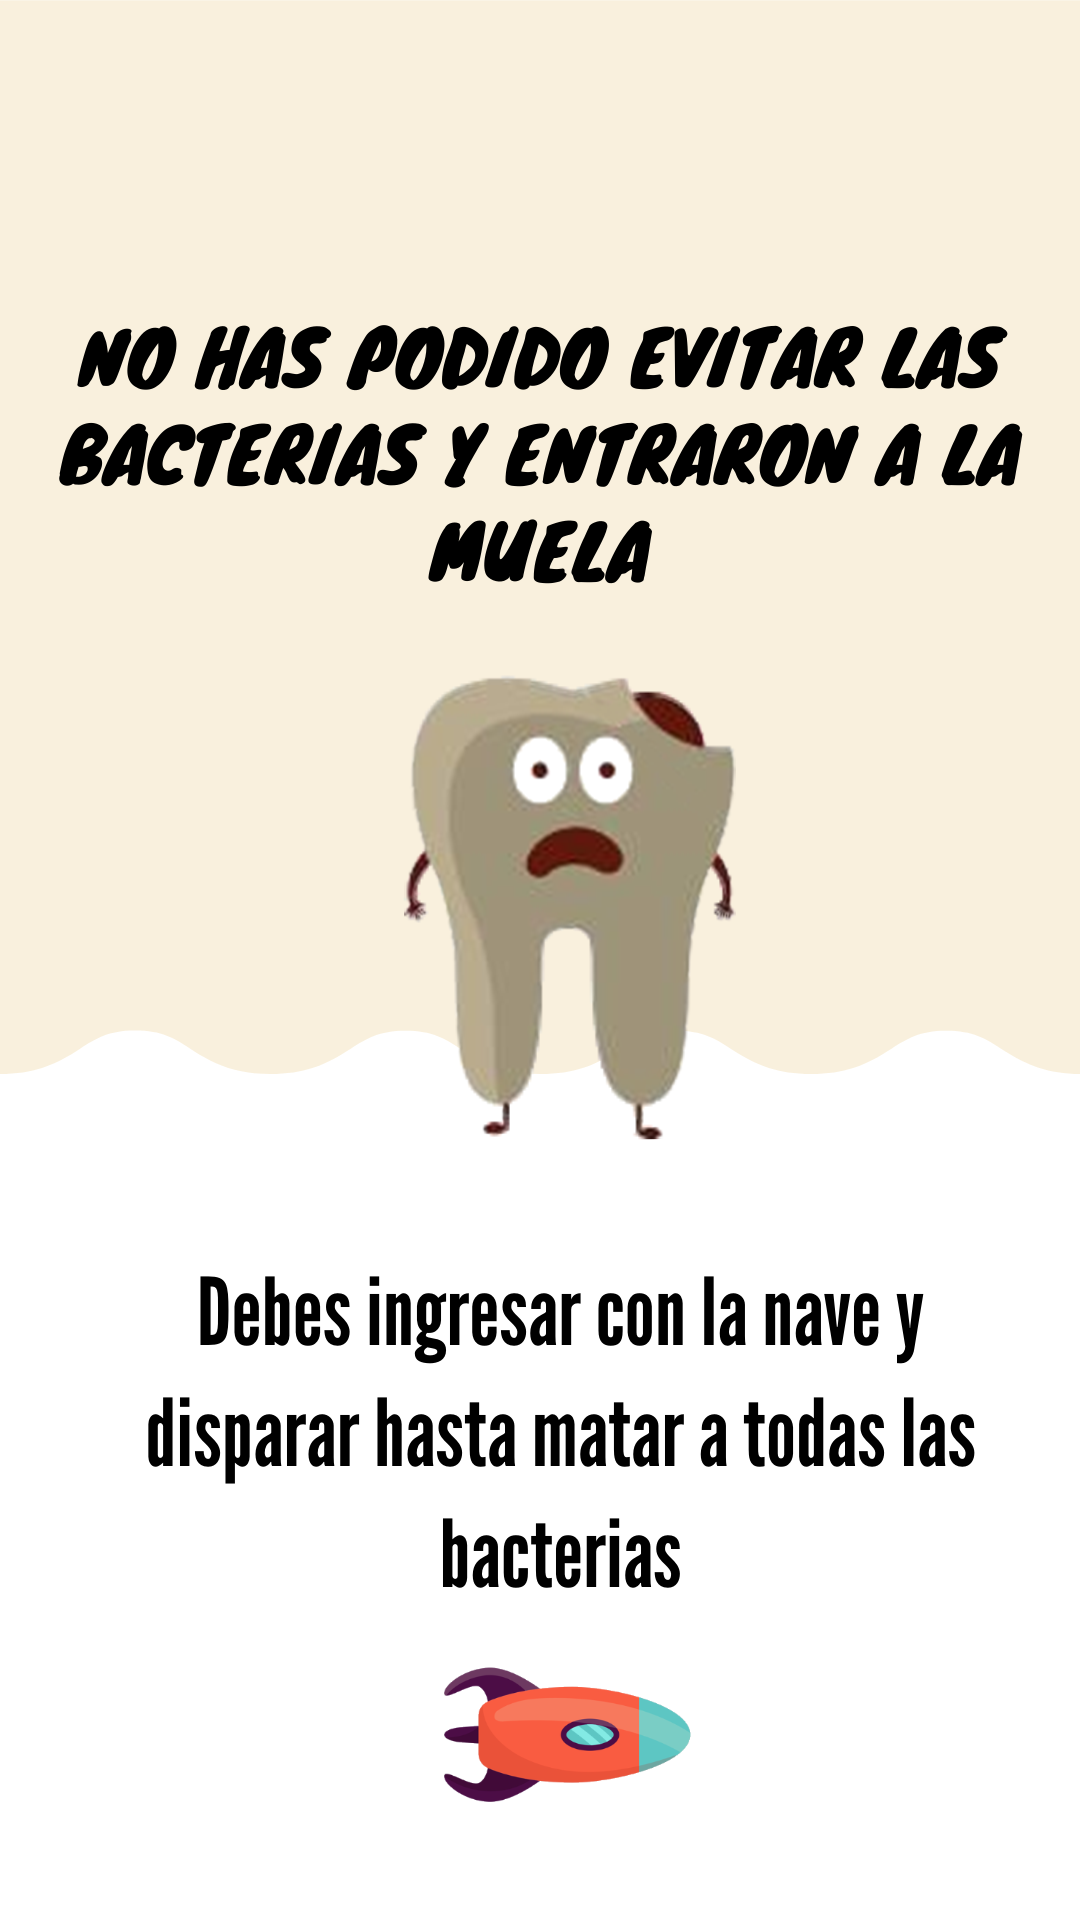 NO HAS PODIDO EVITAR LAS
BACTERIAS Y ENTRARON A LA
MUELA
Debes ingresar con la nave y
disparar hasta matar a todas las
bacterias